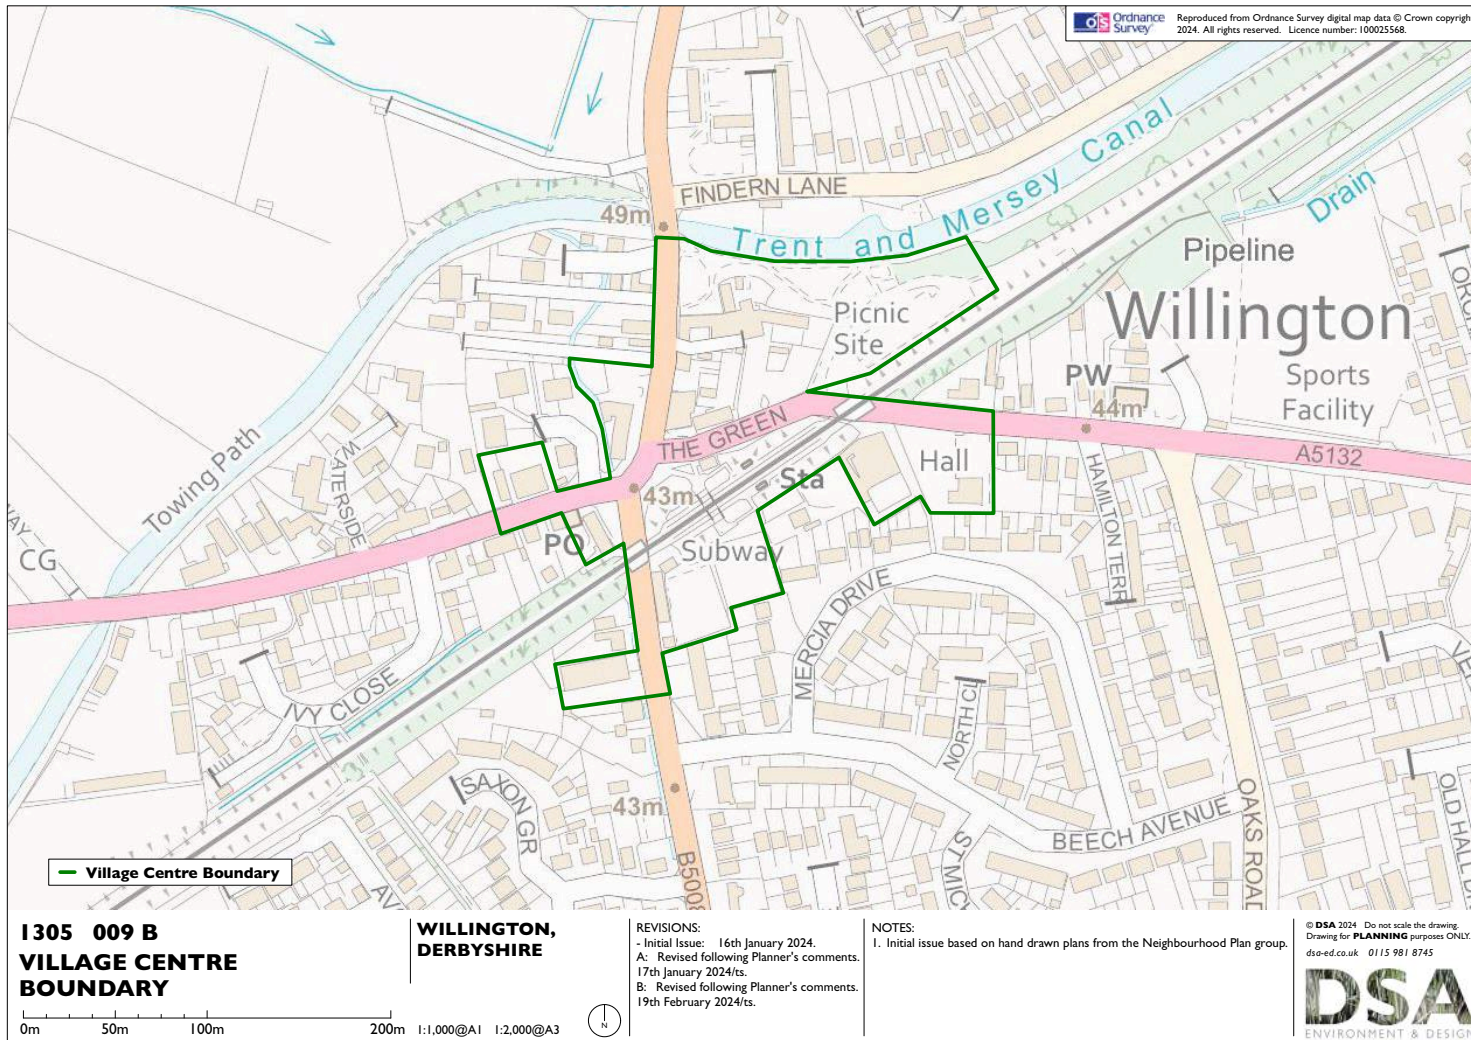 Ordnance
Survey
Reproduced from Ordnance Survey digital map data © Crown copyrigh
2024. All rights reserved. Licence number: 100025568.
FINDERN LANE
49m
Trent and Mersey Canal
Drain
Pipeline
Willington
Picnic
Site
PW
Sports
Facility
44m
THE GREEN
A5132
Hall
Sta
43m
Towing Path
WATERSIDE
PO
Subway
CG
HAMILTON TERR
MERCIA DRIVE
IVY CLOSE
NORTH CL
SAXON GR
43m
BEECH AVENUE
OAKS ROAD
OLD HALL D
ST MICH
B5008
Village Centre Boundary
1305 009 B
VILLAGE CENTRE
BOUNDARY
0m 50m 100m 200m
1:1,000@A1 1:2,000@A3
N
WILLINGTON,
DERBYSHIRE
REVISIONS:
- Initial Issue: 16th January 2024.
A: Revised following Planner's comments.
17th January 2024/ts.
B: Revised following Planner's comments.
19th February 2024/ts.
NOTES:
1. Initial issue based on hand drawn plans from the Neighbourhood Plan group.
© DSA 2024 Do not scale the drawing.
Drawing for PLANNING purposes ONLY.
dsa-ed.co.uk 0115 981 8745
DSA
ENVIRONMENT & DESIGN